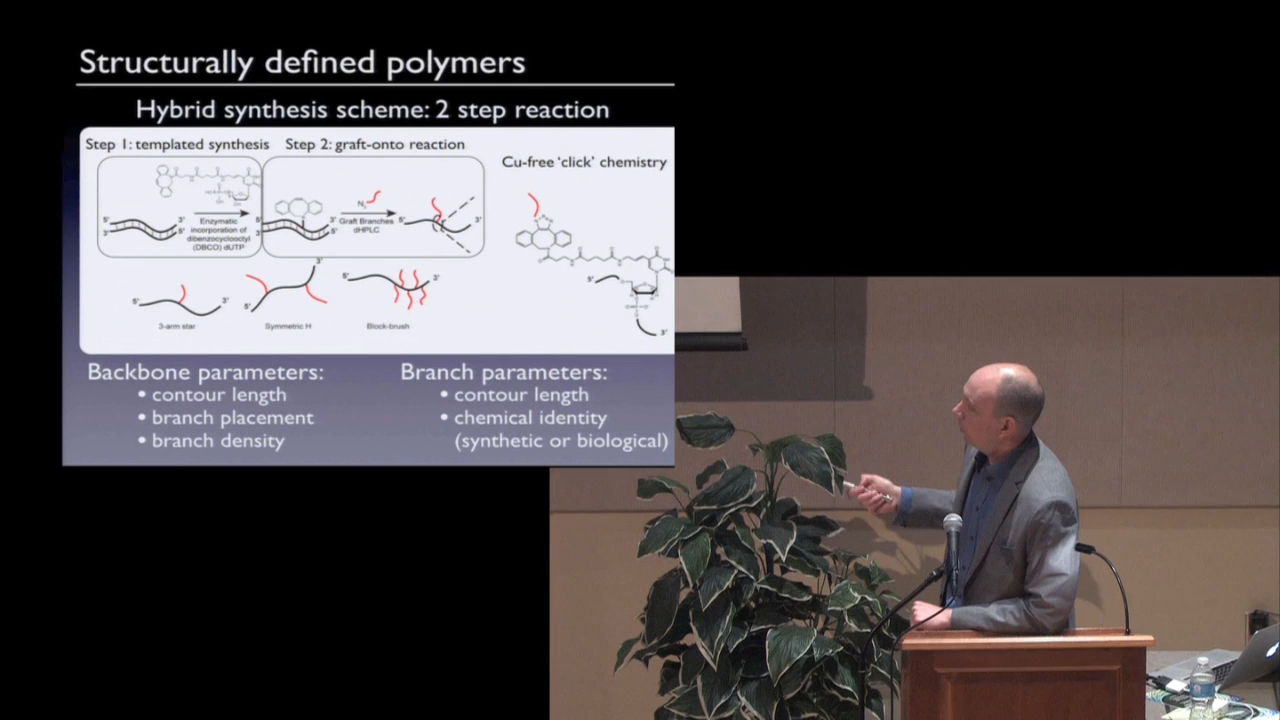 Structurally defined polymers
Hybrid synthesis scheme: 2 step reaction
Step 1: templated synthesis
Step 2: graft-onto reaction
Cu-free 'click' chemistry
5'
3'
3'
5'
Enzymatic
incorporation of
dibenzocyclooctyl
(DBCO) dUTP
5'
3'
3'
5'
N₃
Graft Branches
dHPLC
5'
3'
5'
3'
3-arm star
5'
3'
Symmetric H
5'
3'
Block-brush
5'
3'
Backbone parameters:
• contour length
• branch placement
• branch density
Branch parameters:
• contour length
• chemical identity
(synthetic or biological)